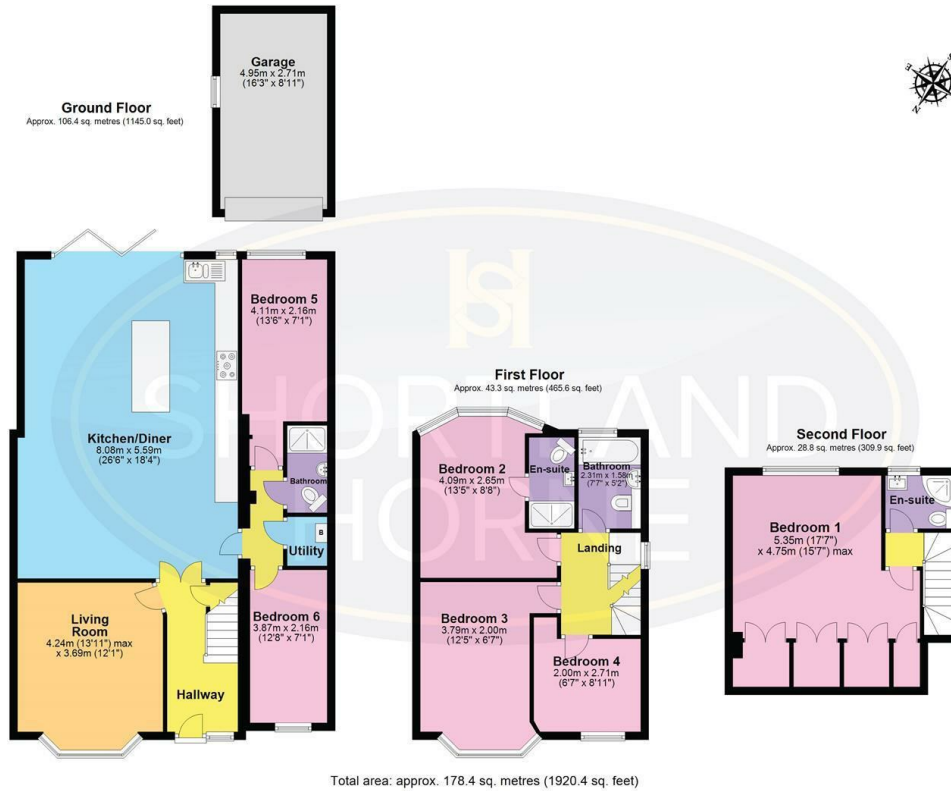 Garage
4.95m x 2.71m
(16'3" x 8'11")
Ground Floor
Approx. 106.4 sq. metres (1145.0 sq. feet)
E
N
Bedroom 5
4.11m x 2.16m
(13'6" x 7'1")
Kitchen/Diner
8.08m x 5.59m
(26'6" x 18'4")
Bathroom
B
Utility
Living
Room
4.24m (13'11") max
x 3.69m (12'1")
Hallway
Bedroom 6
3.87m x 2.16m
(12'8" x 7'1")
First Floor
Approx. 43.3 sq. metres (465.6 sq. feet)
Bedroom 2
4.09m x 2.65m
(13'5" x 8'8")
En-suite
Bathroom
2.31m x 1.58m
(7'7" x 5'2")
Landing
Bedroom 3
3.79m x 2.00m
(12'5" x 6'7")
Bedroom 4
2.00m x 2.71m
(6'7" x 8'11")
Second Floor
Approx. 28.8 sq. metres (309.9 sq. feet)
Bedroom 1
5.35m (17'7")
x 4.75m (15'7") max
En-suite
SHORTLAND
HORNE
Total area: approx. 178.4 sq. metres (1920.4 sq. feet)